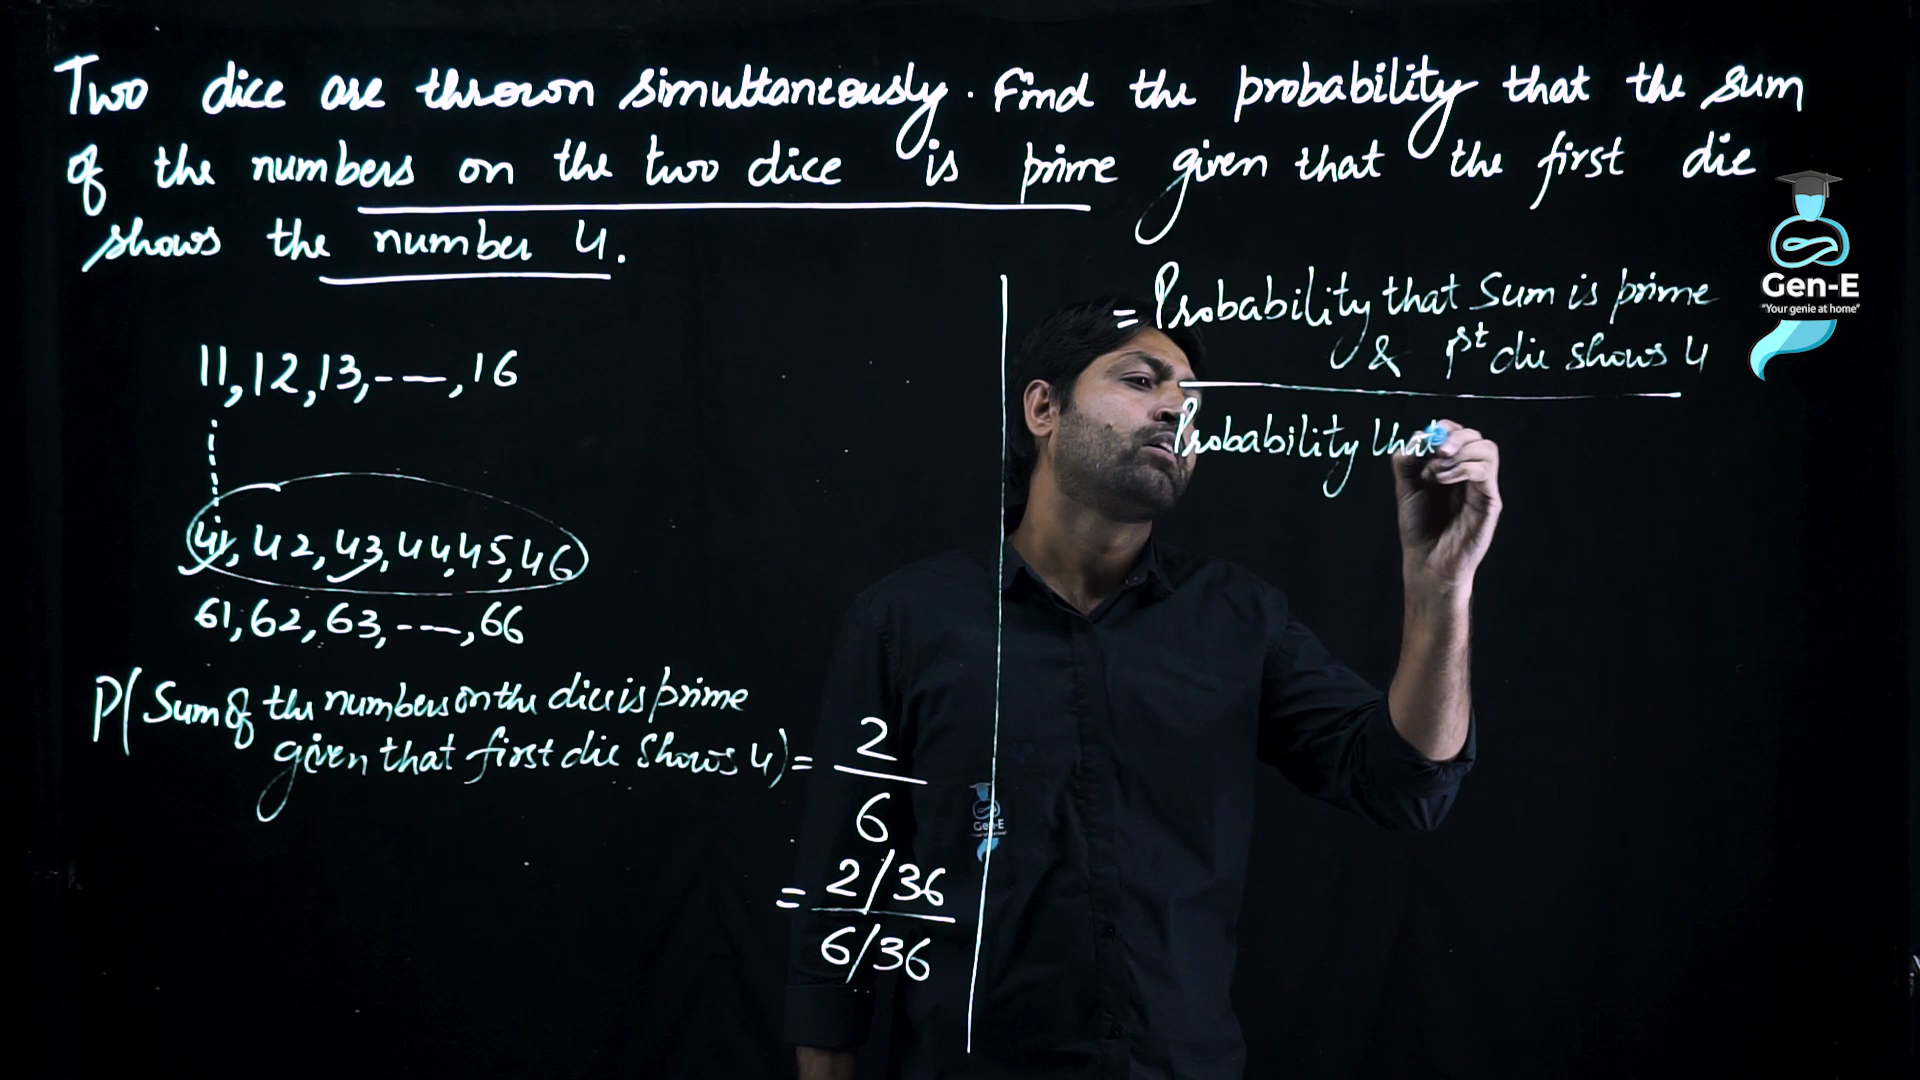 Two dice are thrown simultaneously. Find the probability that the sum
of the numbers on the two dice is prime given that the first die
shows the number 4.
Gen-E
"Your genie at home"
11, 12, 13, ---, 16
41, 42, 43, 44, 45, 46
61, 62, 63, ---, 66
P(Sum of the numbers on the dice is prime
given that first die shows 4) = 2/6
= 2/36
6/36
Gen-E
= Probability that Sum is prime
& 1st die shows 4
Probability that